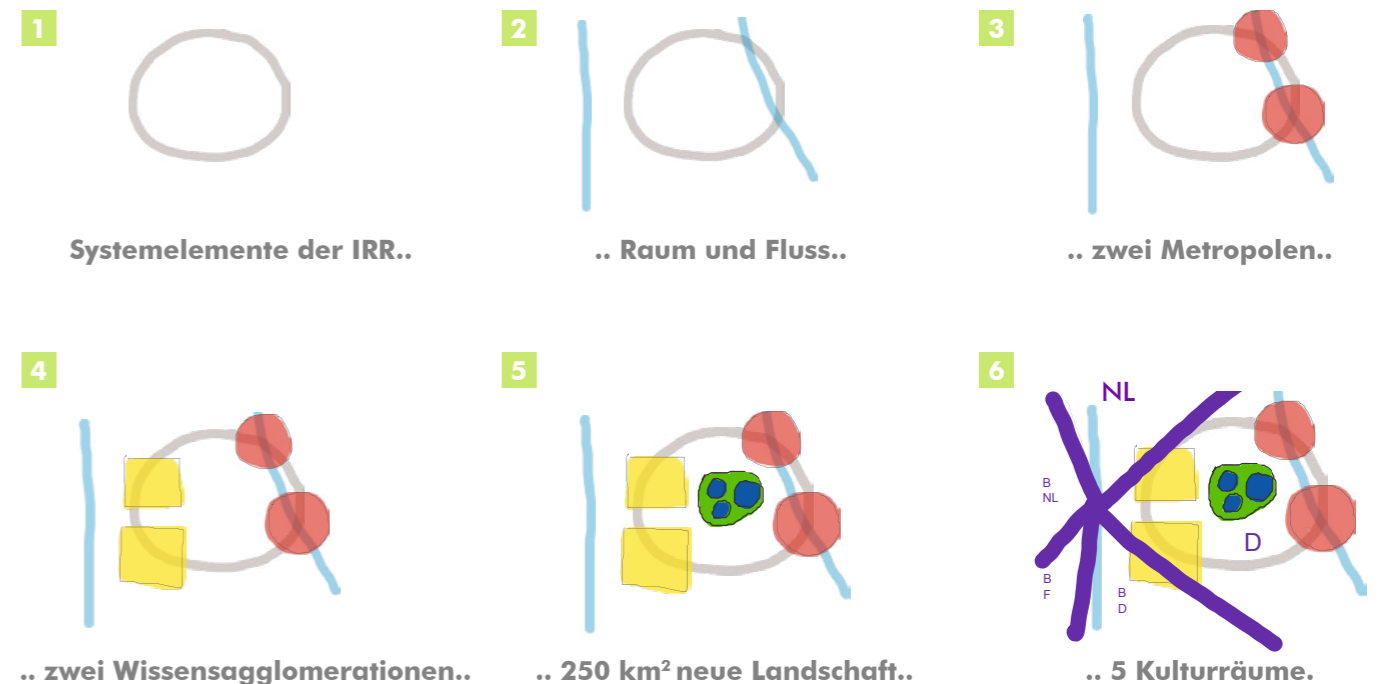 1
2
3
Systemelemente der IRR..
.. Raum und Fluss..
.. zwei Metropolen..
4
5
6
NL
B
NL
D
B
F
B
D
.. zwei Wissensagglomerationen..
.. 250 km² neue Landschaft..
.. 5 Kulturräume.